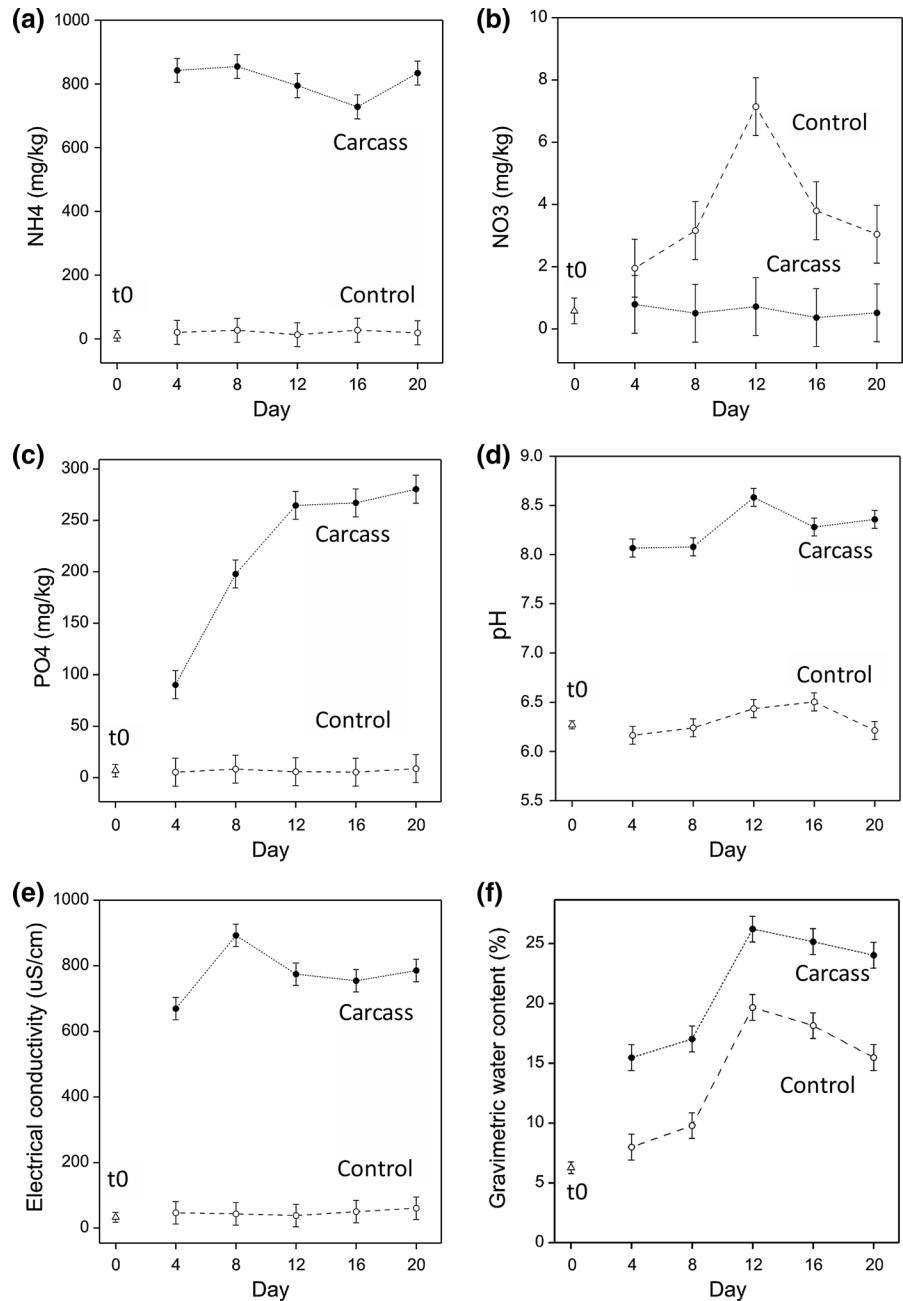 (a)
1000
800
600
400
200
0
NH4 (mg/kg)
Carcass
Control
t0
0 4 8 12 16 20
Day
(b)
10
8
6
4
2
0
NO3 (mg/kg)
Control
Carcass
t0
0 4 8 12 16 20
Day
(c)
300
250
200
150
100
50
0
PO4 (mg/kg)
Carcass
Control
t0
0 4 8 12 16 20
Day
(d)
9.0
8.5
8.0
7.5
7.0
6.5
6.0
5.5
pH
Carcass
Control
t0
0 4 8 12 16 20
Day
(e)
1000
800
600
400
200
0
Electrical conductivity (uS/cm)
Carcass
Control
t0
0 4 8 12 16 20
Day
(f)
25
20
15
10
5
0
Gravimetric water content (%)
Carcass
Control
t0
0 4 8 12 16 20
Day